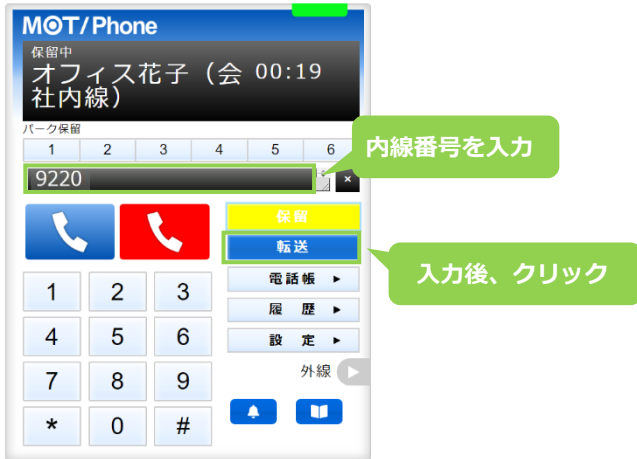 MOT/Phone
保留中
オフィス花子（会 00:19
社内線）
パーク保留
1 2 3 4 5 6
内線番号を入力
9220 ×
保留
転送
入力後、クリック
電話帳 ►
履 歴 ►
設 定 ►
外線
1 2 3
4 5 6
7 8 9
* 0 #